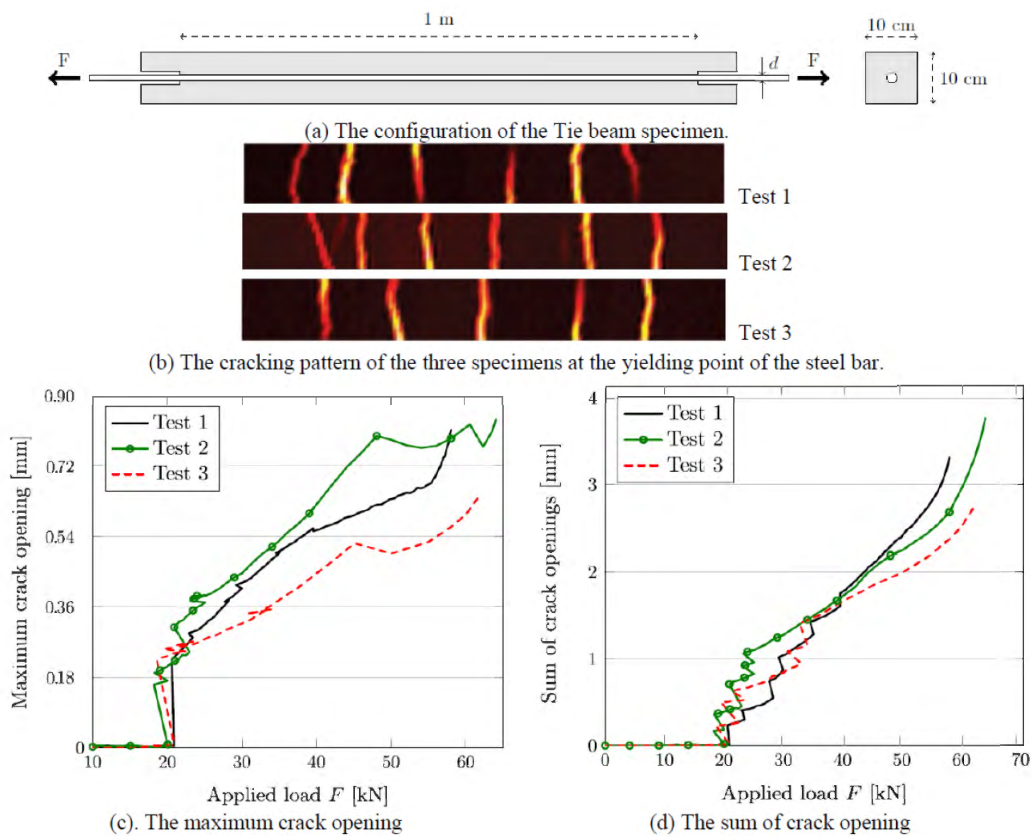 1 m
10 cm
F
F
d
10 cm
(a) The configuration of the Tie beam specimen.
Test 1
Test 2
Test 3
(b) The cracking pattern of the three specimens at the yielding point of the steel bar.
Maximum crack opening [mm]
0.90
0.72
0.54
0.36
0.18
0
Test 1
Test 2
Test 3
10 20 30 40 50 60
Applied load F [kN]
(c). The maximum crack opening
Sum of crack openings [mm]
4
3
2
1
0
Test 1
Test 2
Test 3
0 10 20 30 40 50 60 70
Applied load F [kN]
(d) The sum of crack opening